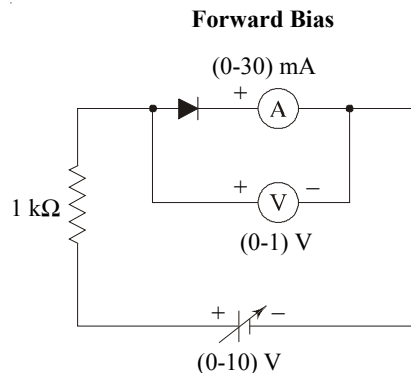 Forward Bias
(0-30) mA
+
A
+ −
V
1 kΩ
(0-1) V
+ −
(0-10) V